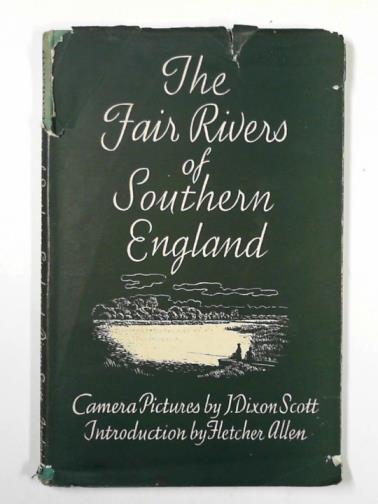 The
Fair Rivers
of
Southern
England
Camera Pictures by J. Dixon Scott
Introduction by Fletcher Allen